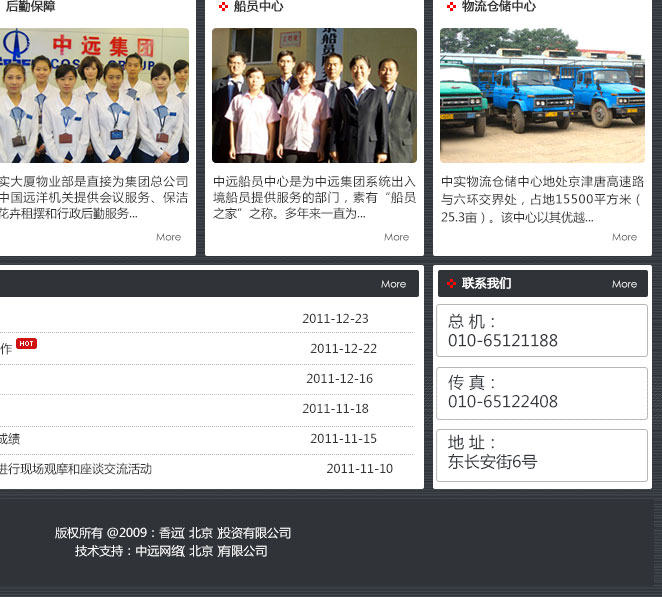 后勤保障
船员中心
物流仓储中心
中远集团
COSCO GROUP
实大厦物业部是直接为集团总公司
中国远洋机关提供会议服务、保洁
花卉租摆和行政后勤服务...
More
中远船员中心是为中远集团系统出入
境船员提供服务的部门，素有“船员
之家”之称。多年来一直为...
More
中实物流仓储中心地处京津唐高速路
与六环交界处，占地15500平方米（
25.3亩）。该中心以其优越...
More
More
2011-12-23
作 HOT 2011-12-22
2011-12-16
2011-11-18
成绩 2011-11-15
进行现场观摩和座谈交流活动 2011-11-10
联系我们 More
总 机：
010-65121188
传 真：
010-65122408
地 址：
东长安街6号
版权所有 @2009：香远( 北京 )投资有限公司
技术支持：中远网络( 北京 )有限公司